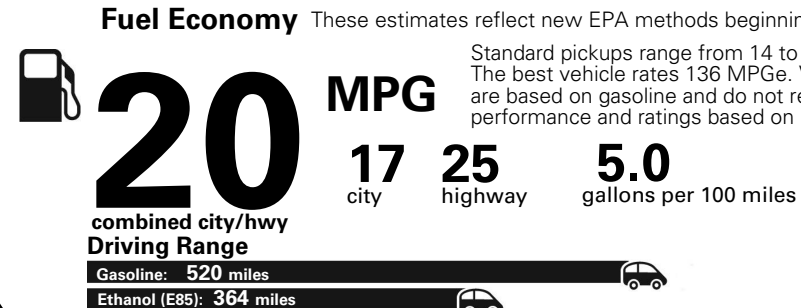 Fuel Economy These estimates reflect new EPA methods
Standard pickups range from 14 to
The best vehicle rates 136 MPGe.
are based on gasoline and do not
performance and ratings based on
20 MPG
17 25 5.0
city highway gallons per 100 miles
combined city/hwy
Driving Range
Gasoline: 520 miles
Ethanol (E85): 364 miles